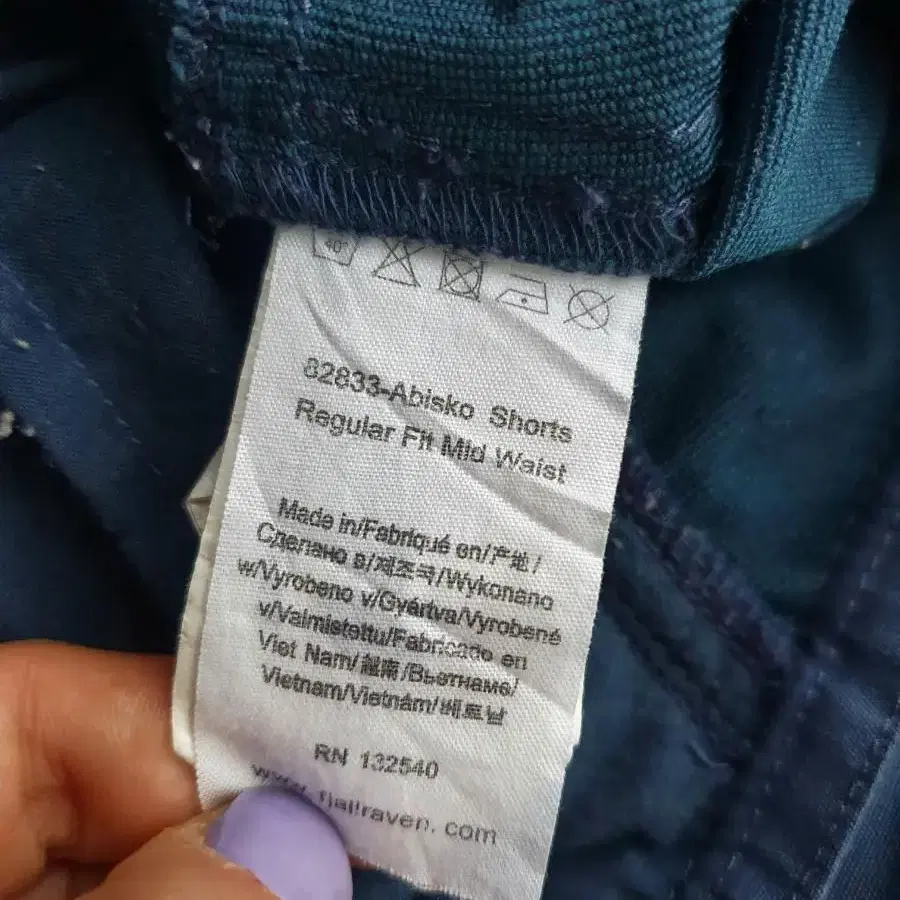 40°
82833-Abisko Shorts
Regular Fit Mid Waist
Made in/Fabriqué en/产地/
Сделано в/제조국/Wykonano
w/Vyrobeno v/Gyártva/Vyrobené
v/Valmistettu/Fabricado en
Viet Nam/越南/Вьетнаме/
Vietnam/Vietnám/베트남
RN 132540
www.fjallraven.com